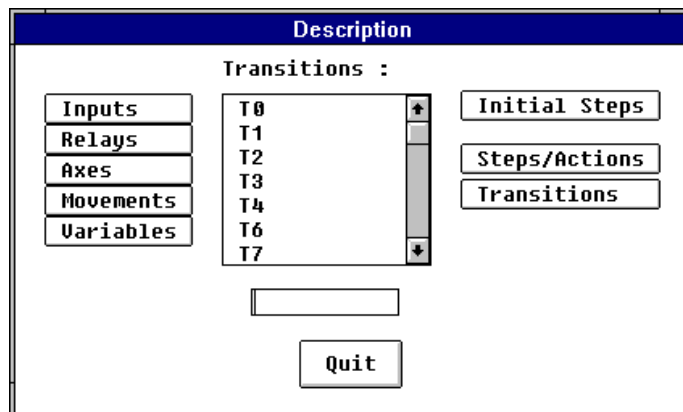 Description
Transitions :
Inputs
Relays
Axes
Movements
Variables
T0
T1
T2
T3
T4
T6
T7
Initial Steps
Steps/Actions
Transitions
Quit